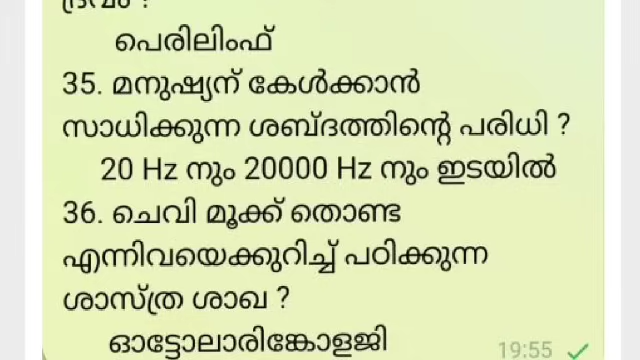 ദ്രവം ?
പെരിലിംഫ്
35. മനുഷ്യന് കേൾക്കാൻ
സാധിക്കുന്ന ശബ്ദത്തിന്റെ പരിധി ?
20 Hz നും 20000 Hz നും ഇടയിൽ
36. ചെവി മൂക്ക് തൊണ്ട
എന്നിവയെക്കുറിച്ച് പഠിക്കുന്ന
ശാസ്ത്ര ശാഖ ?
ഓട്ടോലാരിങ്കോളജി
19:55